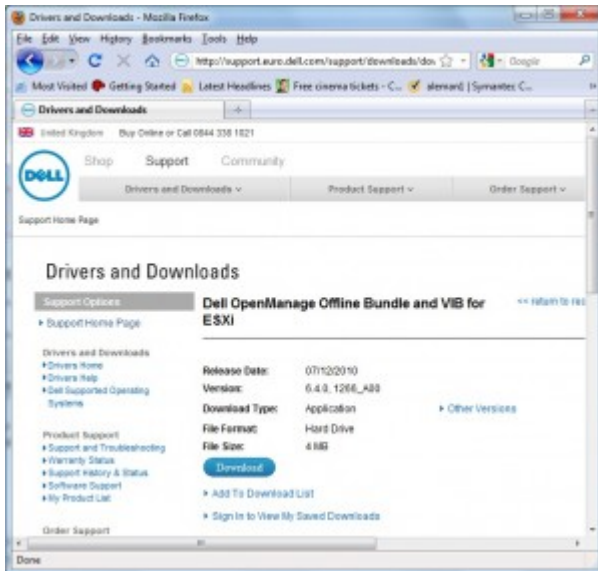 Drivers and Downloads - Mozilla Firefox
File Edit View History Bookmarks Tools Help
http://support.euro.dell.com/support/downloads/dow
Google
Most Visited Getting Started Latest Headlines Free cinema tickets - C... alemard | Symantec C...
Drivers and Downloads
United Kingdom Buy Online or Call 0844 338 1021
DELL
Shop Support Community
Drivers and Downloads Product Support Order Support
Support Home Page
Drivers and Downloads
Support Options
Support Home Page
Drivers and Downloads
Drivers Home
Drivers Help
Dell Supported Operating Systems
Product Support
Support and Troubleshooting
Warranty Status
Support History & Status
Software Support
My Product List
Order Support
Dell OpenManage Offline Bundle and VIB for ESXi
<< return to res
Release Date: 07/12/2010
Version: 6.4.0. 1266_A00
Download Type: Application
Other Versions
File Format: Hard Drive
File Size: 4 MB
Download
Add To Download List
Sign In to View My Saved Downloads
Done